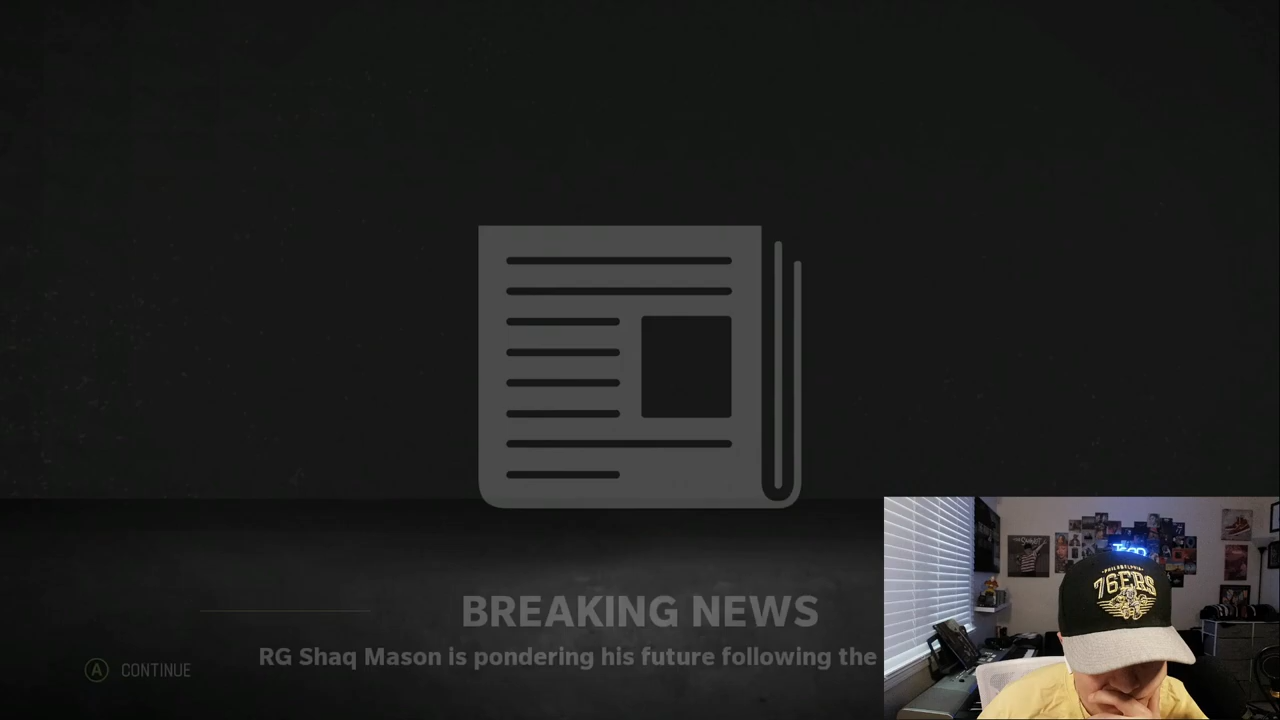 BREAKING NEWS
RG Shaq Mason is pondering his future following the
A CONTINUE
PHILADELPHIA
76ERS